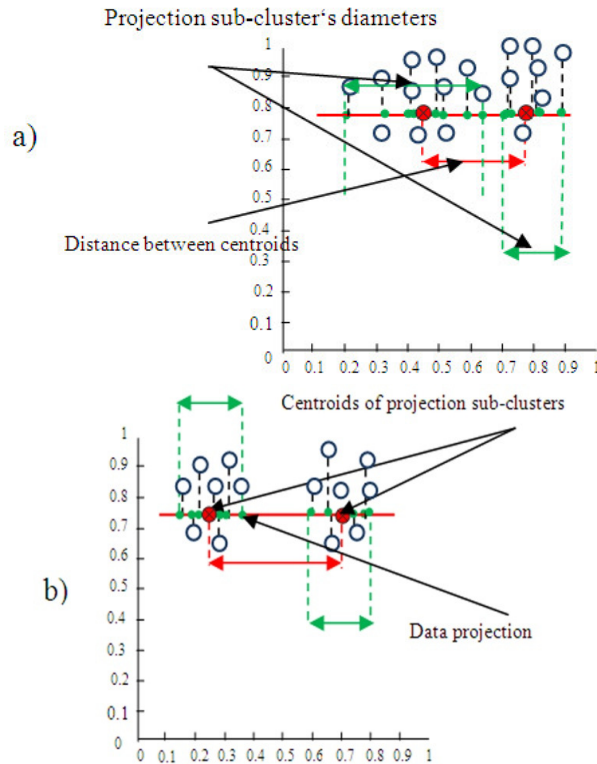 Projection sub-cluster's diameters
a)
1
0.9
0.8
0.7
0.6
0.5
0.4
0.3
0.2
0.1
0
Distance between centroids
0 0.1 0.2 0.3 0.4 0.5 0.6 0.7 0.8 0.9 1
Centroids of projection sub-clusters
b)
1
0.9
0.8
0.7
0.6
0.5
0.4
0.3
0.2
0.1
0
Data projection
0 0.1 0.2 0.3 0.4 0.5 0.6 0.7 0.8 0.9 1